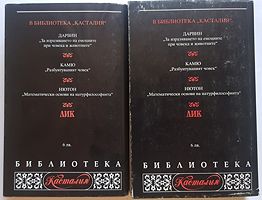 В БИБЛИОТЕКА „КАСТАЛИЯ"
ДАРВИН
„За изразяването на емоциите
при човека и животните"
КАМЮ
„Разбунтуваният човек"
НЮТОН
„Математически основи на натурфилософията"
ЛИК
6 лв.
БИБЛИОТЕКА
Касталия
В БИБЛИОТЕКА „КАСТАЛИЯ"
ДАРВИН
„За изразяването на емоциите
при човека и животните"
КАМЮ
„Разбунтуваният човек"
НЮТОН
„Математически основи на натурфилософията"
ЛИК
6 лв.
БИБЛИОТЕКА
Касталия